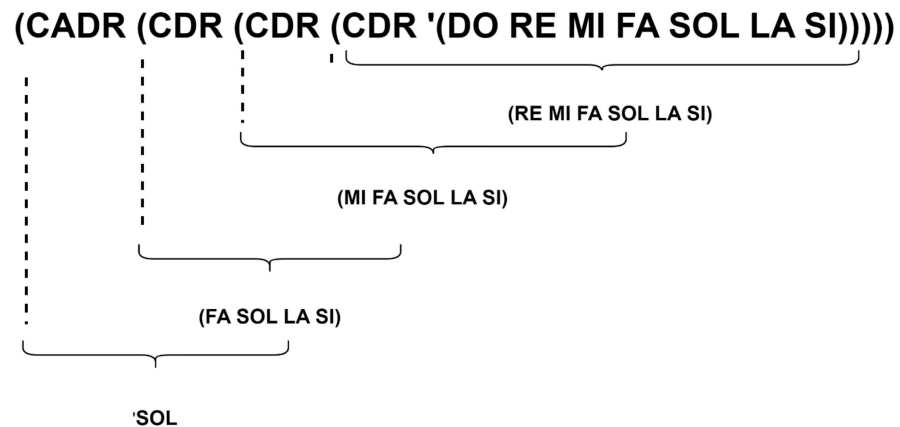 (CADR (CDR (CDR (CDR '(DO RE MI FA SOL LA SI)))))
(RE MI FA SOL LA SI)
(MI FA SOL LA SI)
(FA SOL LA SI)
'SOL